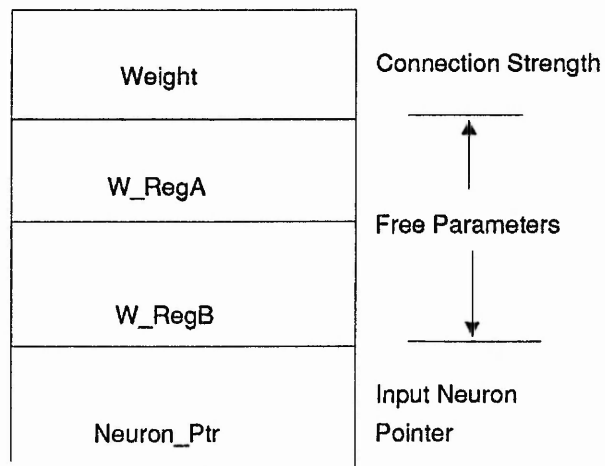 Weight
Connection Strength
W_RegA
Free Parameters
W_RegB
Input Neuron
Neuron_Ptr
Pointer